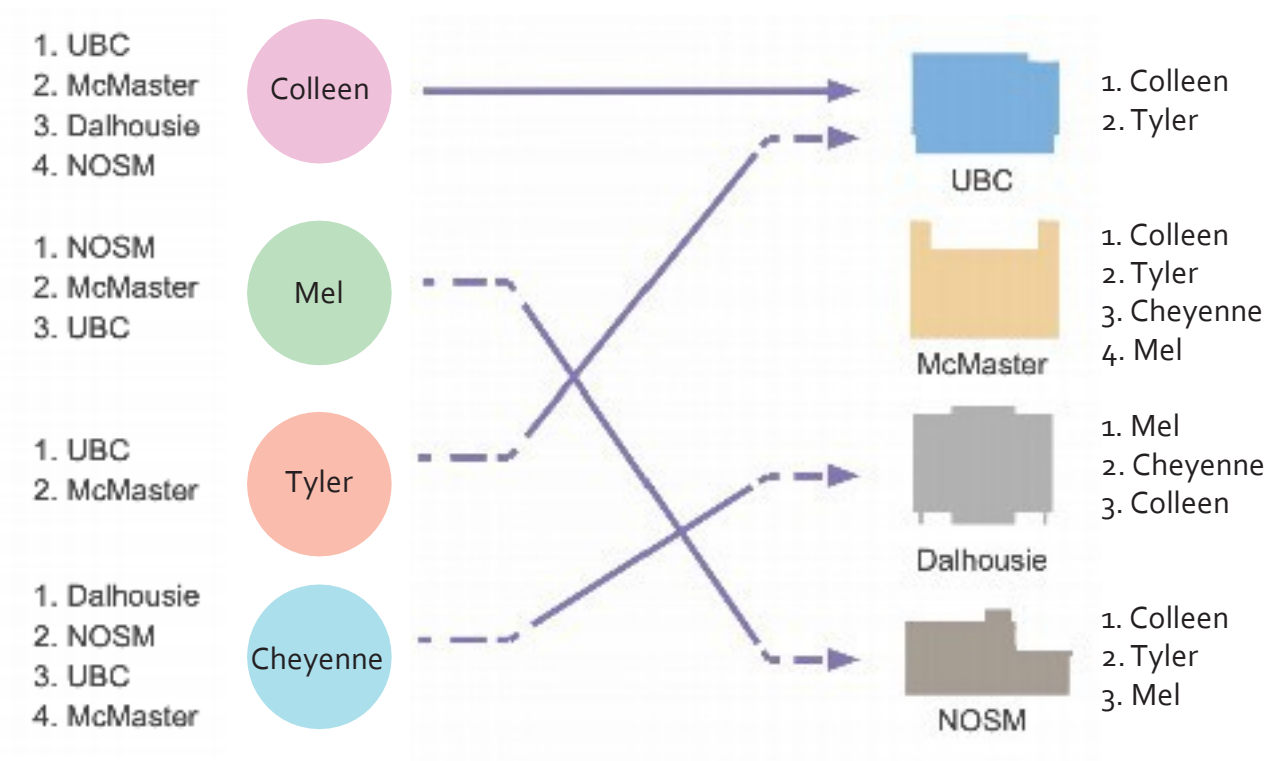 1. UBC
2. McMaster
3. Dalhousie
4. NOSM
Colleen
1. NOSM
2. McMaster
3. UBC
Mel
1. UBC
2. McMaster
Tyler
1. Dalhousie
2. NOSM
3. UBC
4. McMaster
Cheyenne
UBC
1. Colleen
2. Tyler
McMaster
1. Colleen
2. Tyler
3. Cheyenne
4. Mel
Dalhousie
1. Mel
2. Cheyenne
3. Colleen
NOSM
1. Colleen
2. Tyler
3. Mel